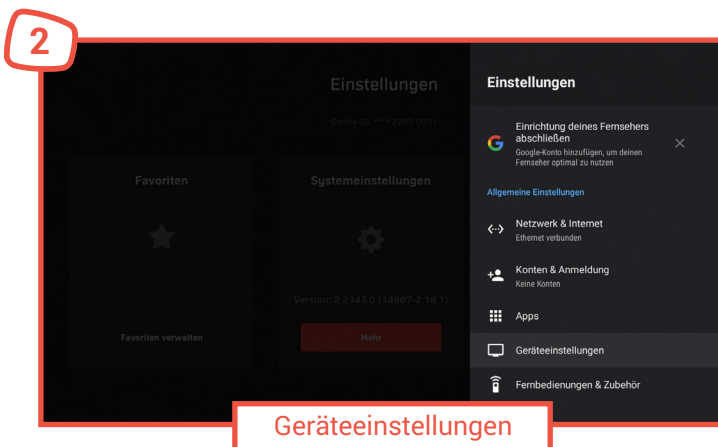 2
Einstellungen
Geräte-ID: **** 2200 0031
Favoriten
Systemeinstellungen
Version: 2.2343.0 (14987-2.18.1)
Favoriten verwalten
Mehr
Einstellungen
Einrichtung deines Fernsehers
abschließen
Google-Konto hinzufügen, um deinen
Fernseher optimal zu nutzen
Allgemeine Einstellungen
Netzwerk & Internet
Ethernet verbunden
Konten & Anmeldung
Keine Konten
Apps
Geräteeinstellungen
Fernbedienungen & Zubehör
Geräteeinstellungen